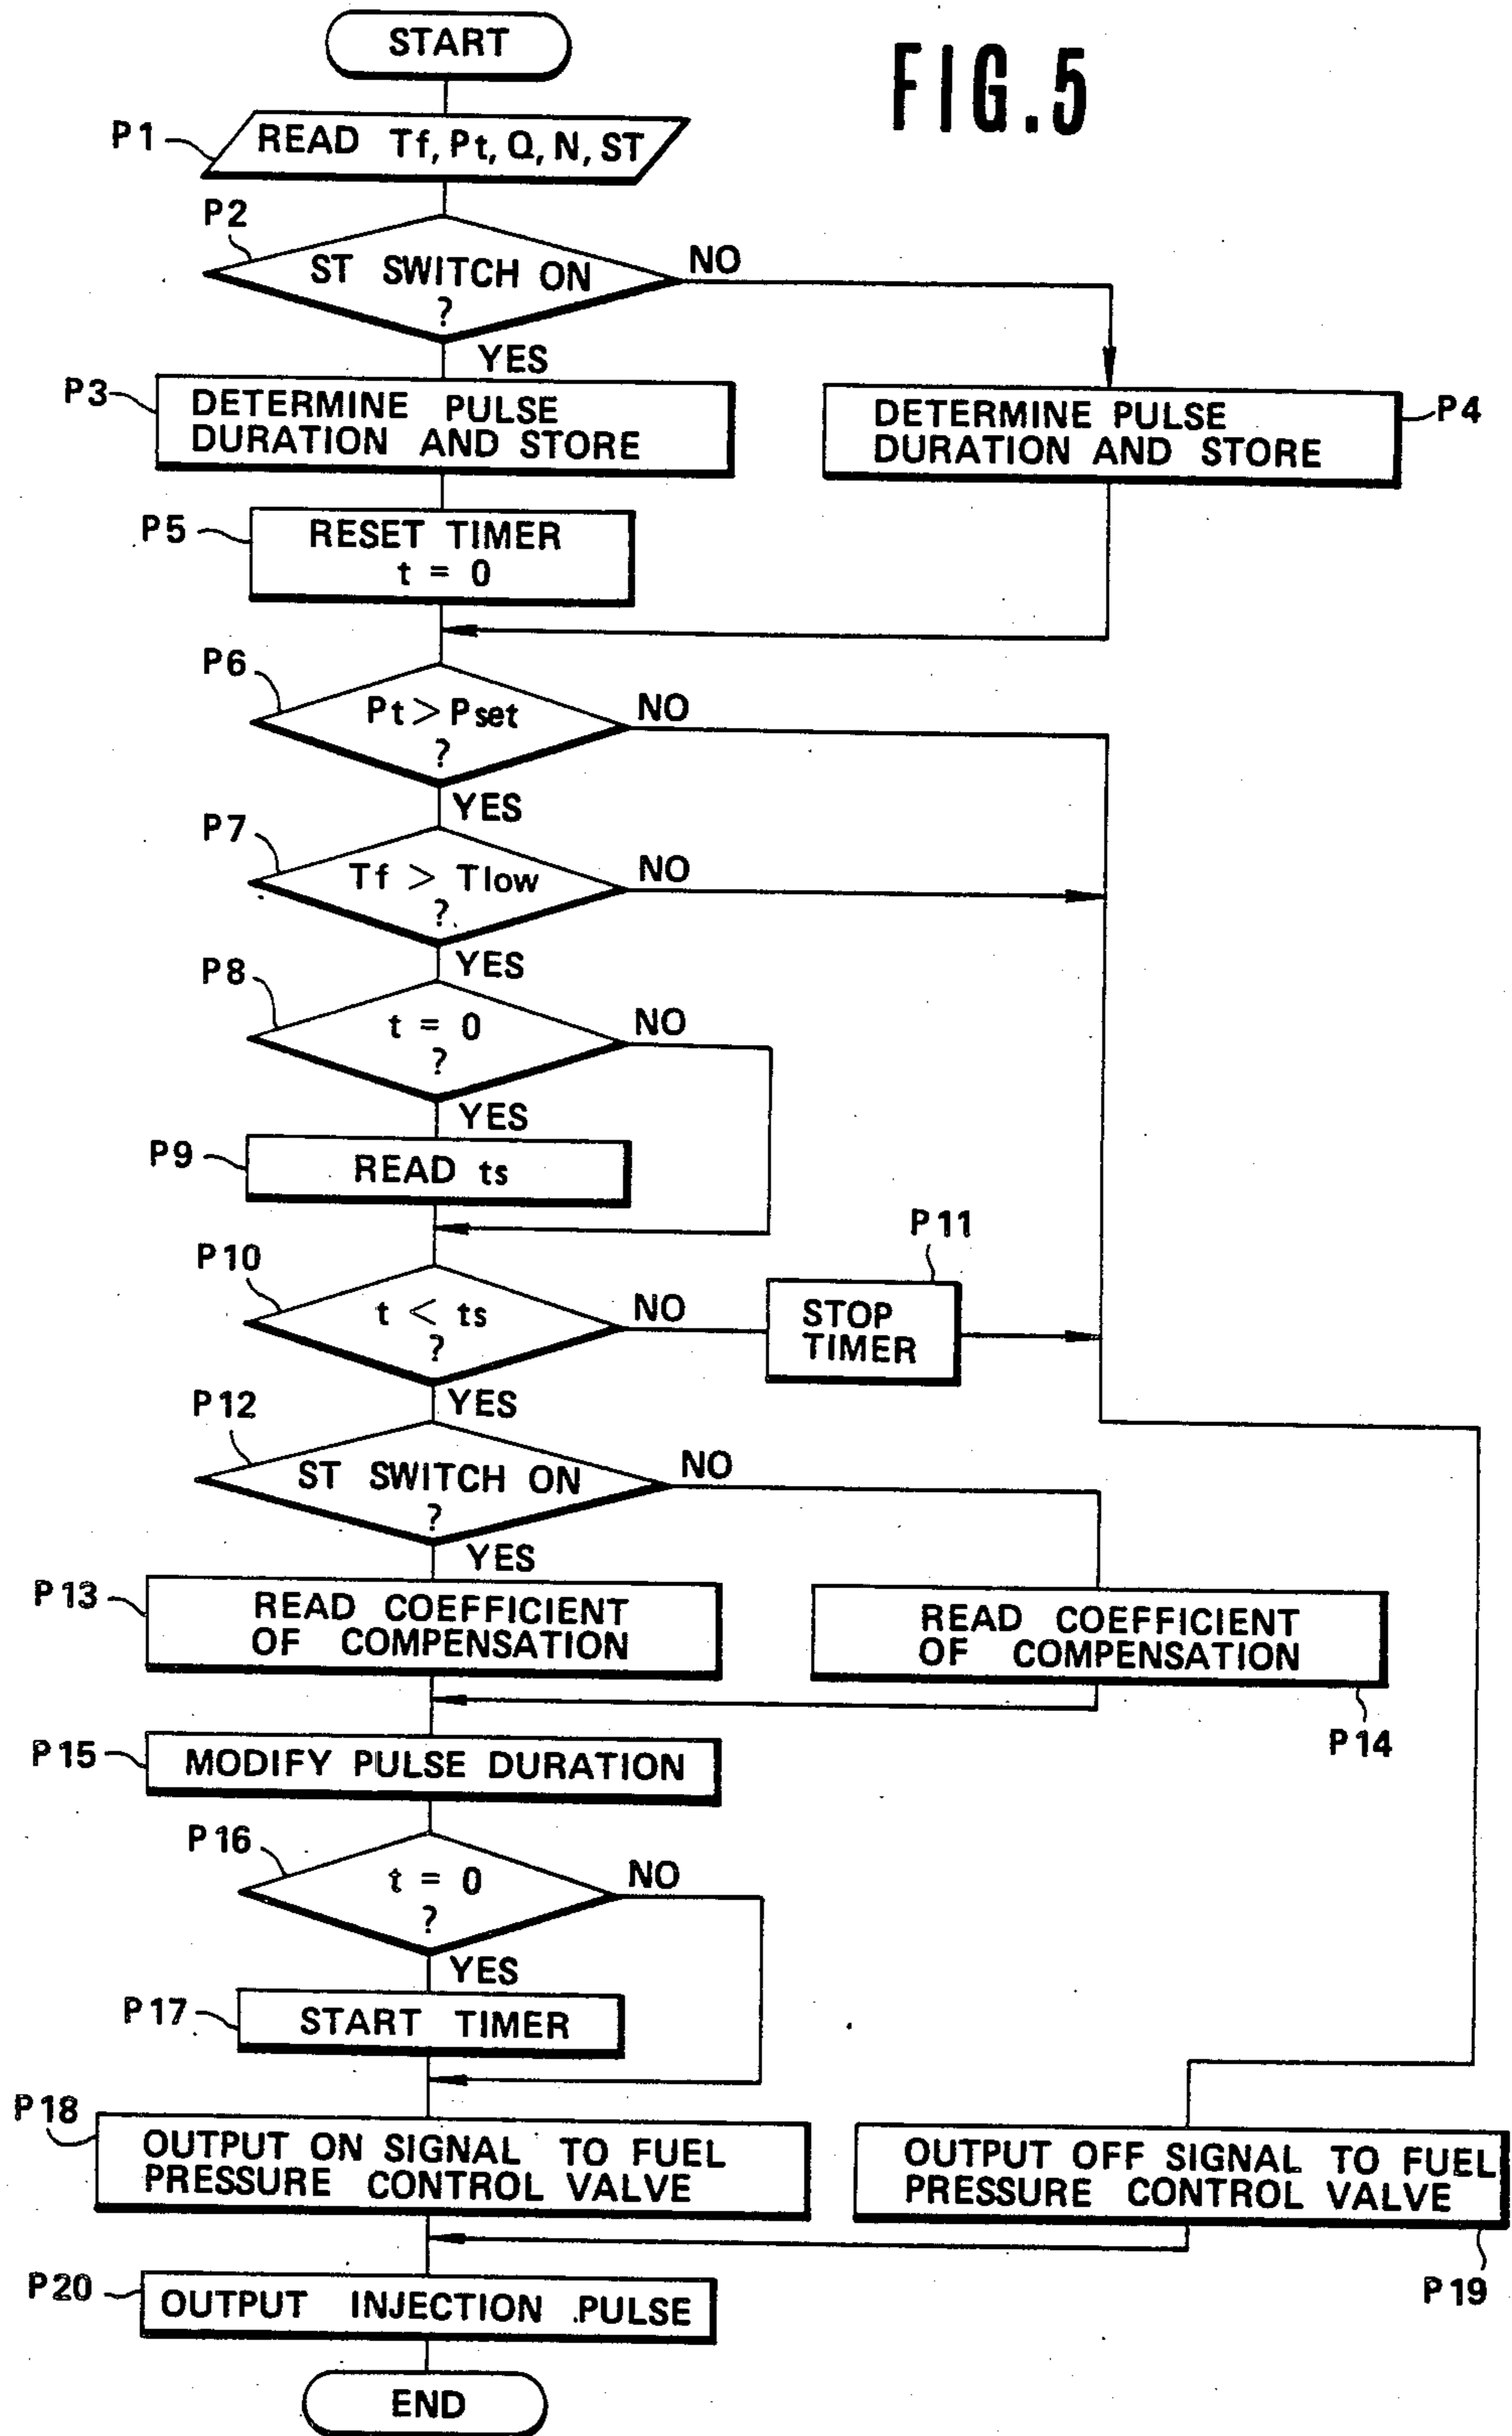 START
FIG.5
P1
READ Tf, Pt, Q, N, ST
P2
ST SWITCH ON
?
NO
YES
P3
DETERMINE PULSE
DURATION AND STORE
DETERMINE PULSE
DURATION AND STORE
P4
P5
RESET TIMER
t = 0
P6
Pt > Pset
?
NO
YES
P7
Tf > Tlow
?
NO
YES
P8
t = 0
?
NO
YES
P9
READ ts
P10
t < ts
?
NO
P11
STOP
TIMER
YES
P12
ST SWITCH ON
?
NO
YES
P13
READ COEFFICIENT
OF COMPENSATION
READ COEFFICIENT
OF COMPENSATION
P14
P15
MODIFY PULSE DURATION
P16
t = 0
?
NO
YES
P17
START TIMER
P18
OUTPUT ON SIGNAL TO FUEL
PRESSURE CONTROL VALVE
OUTPUT OFF SIGNAL TO FUEL
PRESSURE CONTROL VALVE
P19
P20
OUTPUT INJECTION PULSE
END